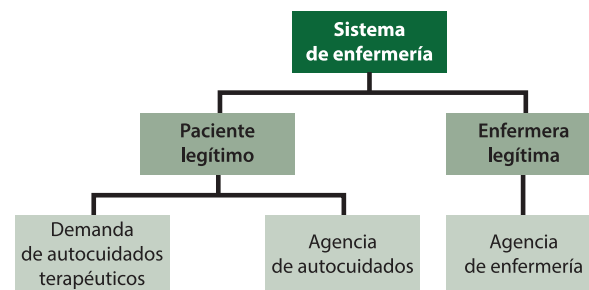 Sistema
de enfermería
Paciente
legítimo
Enfermera
legítima
Demanda
de autocuidados
terapéuticos
Agencia
de autocuidados
Agencia
de enfermería